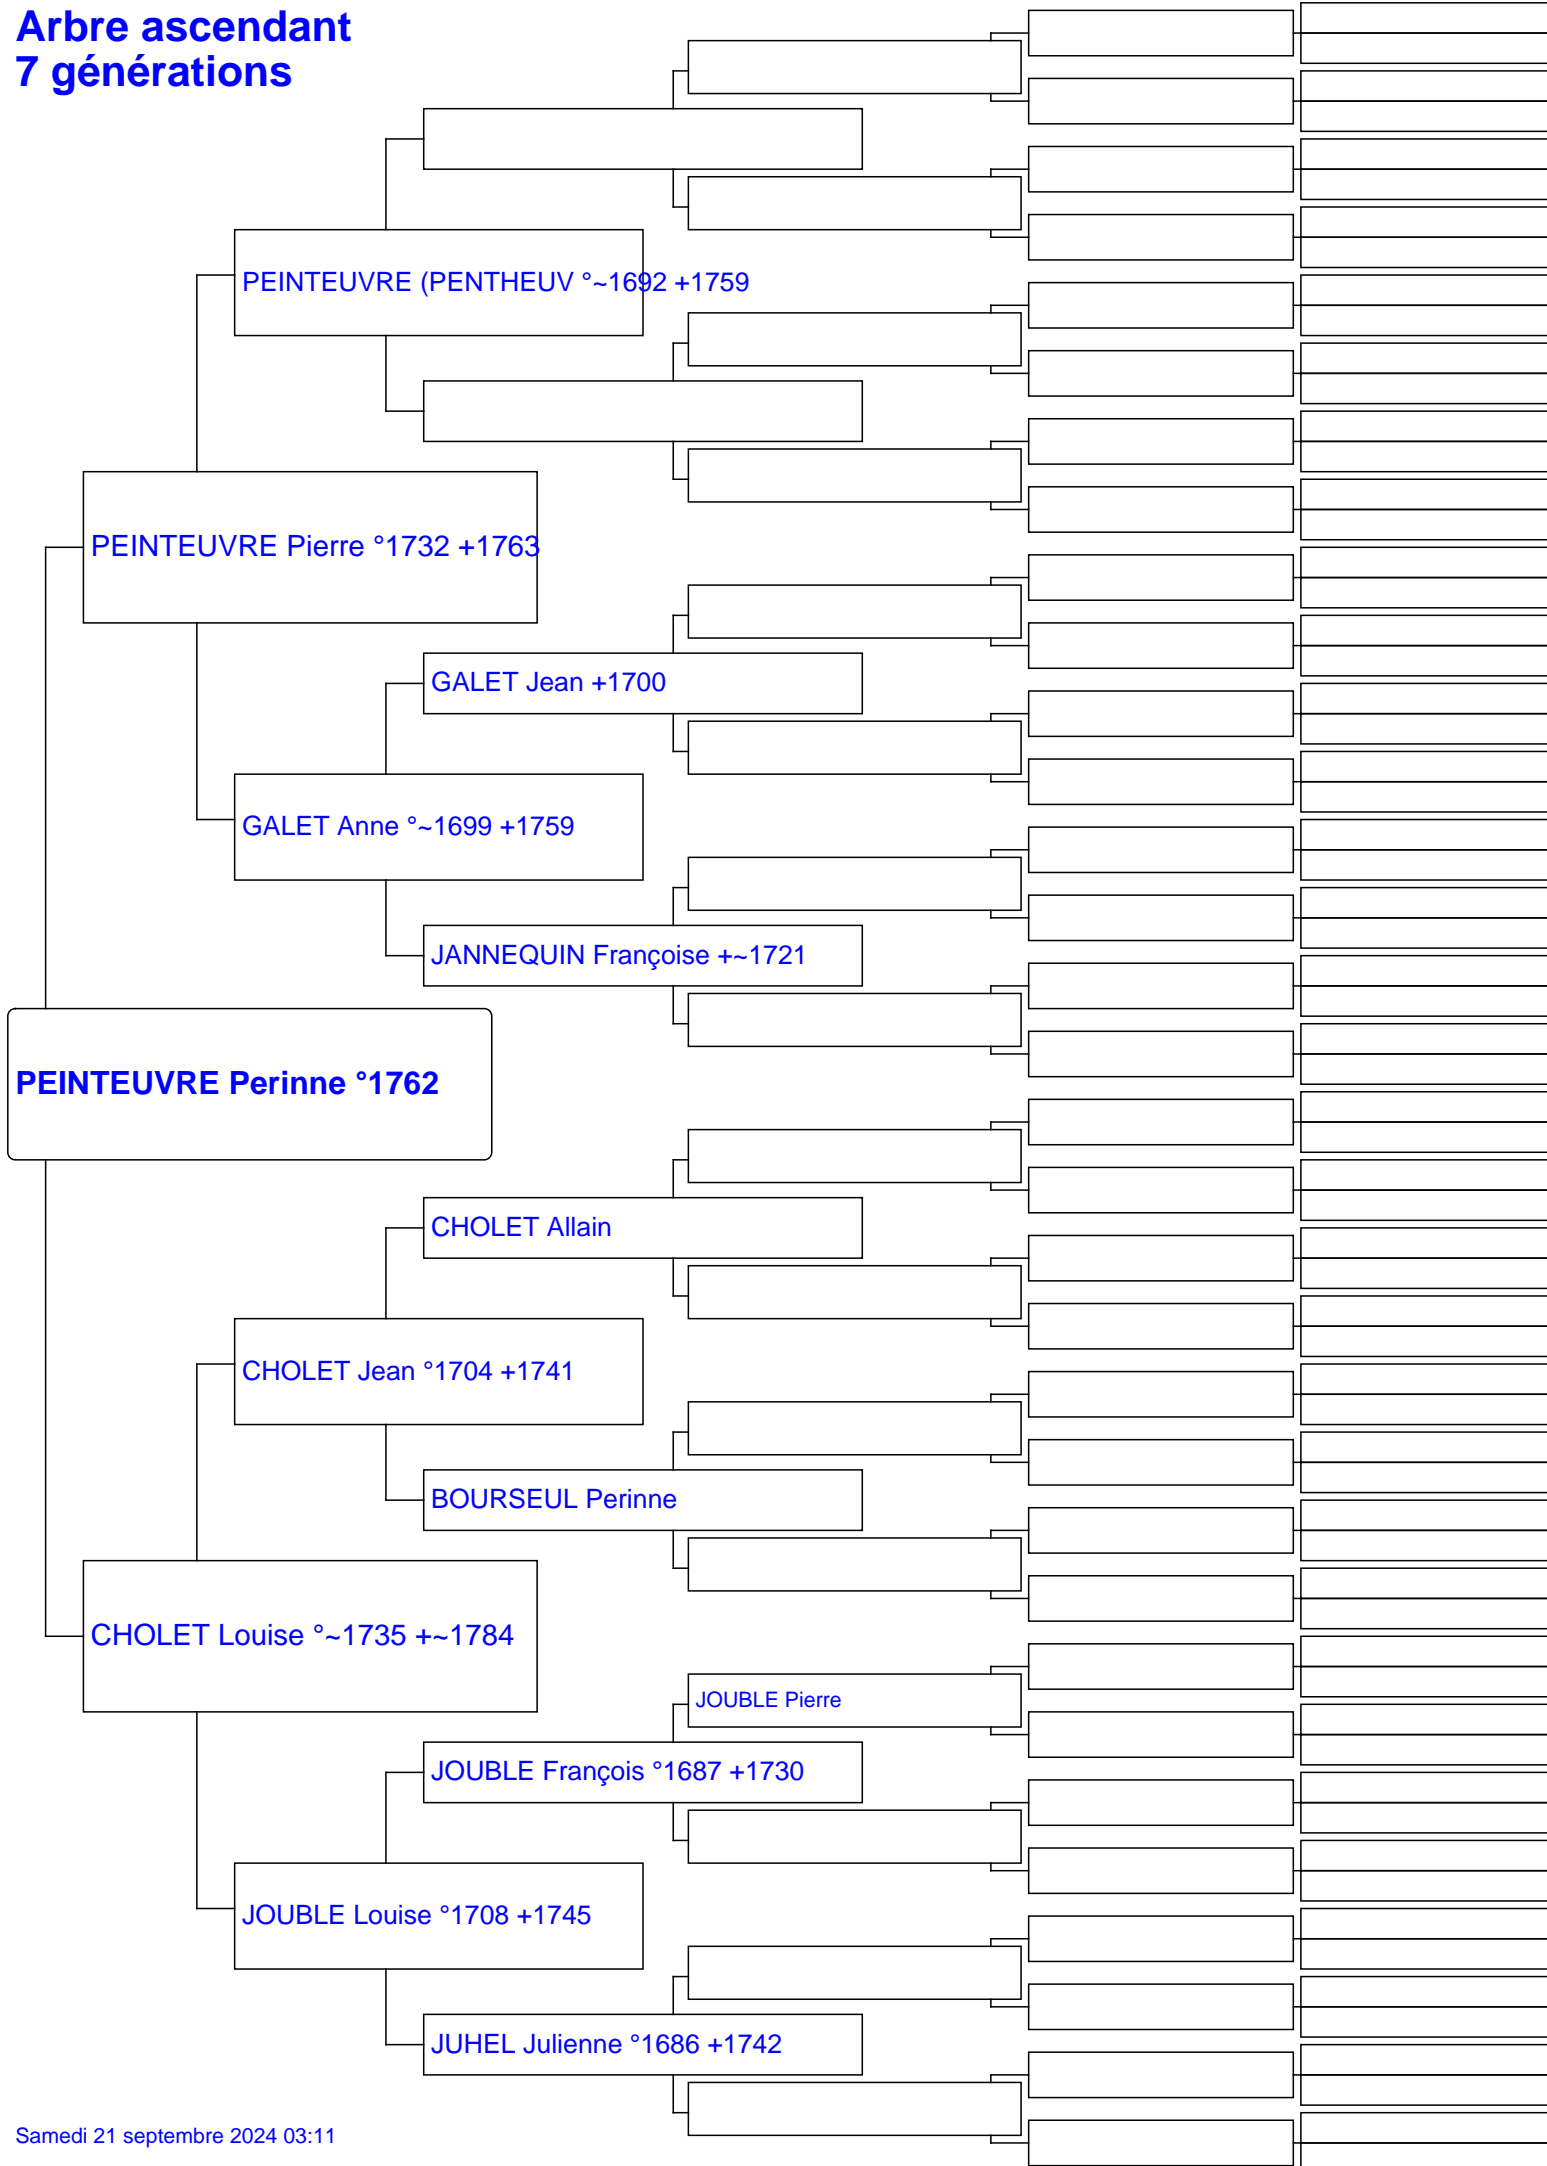 Arbre ascendant
7 générations
PEINTEUVRE (PENTHEUV °~1692 +1759
PEINTEUVRE Pierre °1732 +1763
GALET Jean +1700
GALET Anne °~1699 +1759
JANNEQUIN Françoise +~1721
PEINTEUVRE Perinne °1762
CHOLET Allain
CHOLET Jean °1704 +1741
BOURSEUL Perinne
CHOLET Louise °~1735 +~1784
JOUBLE Pierre
JOUBLE François °1687 +1730
JOUBLE Louise °1708 +1745
JUHEL Julienne °1686 +1742
Samedi 21 septembre 2024 03:11